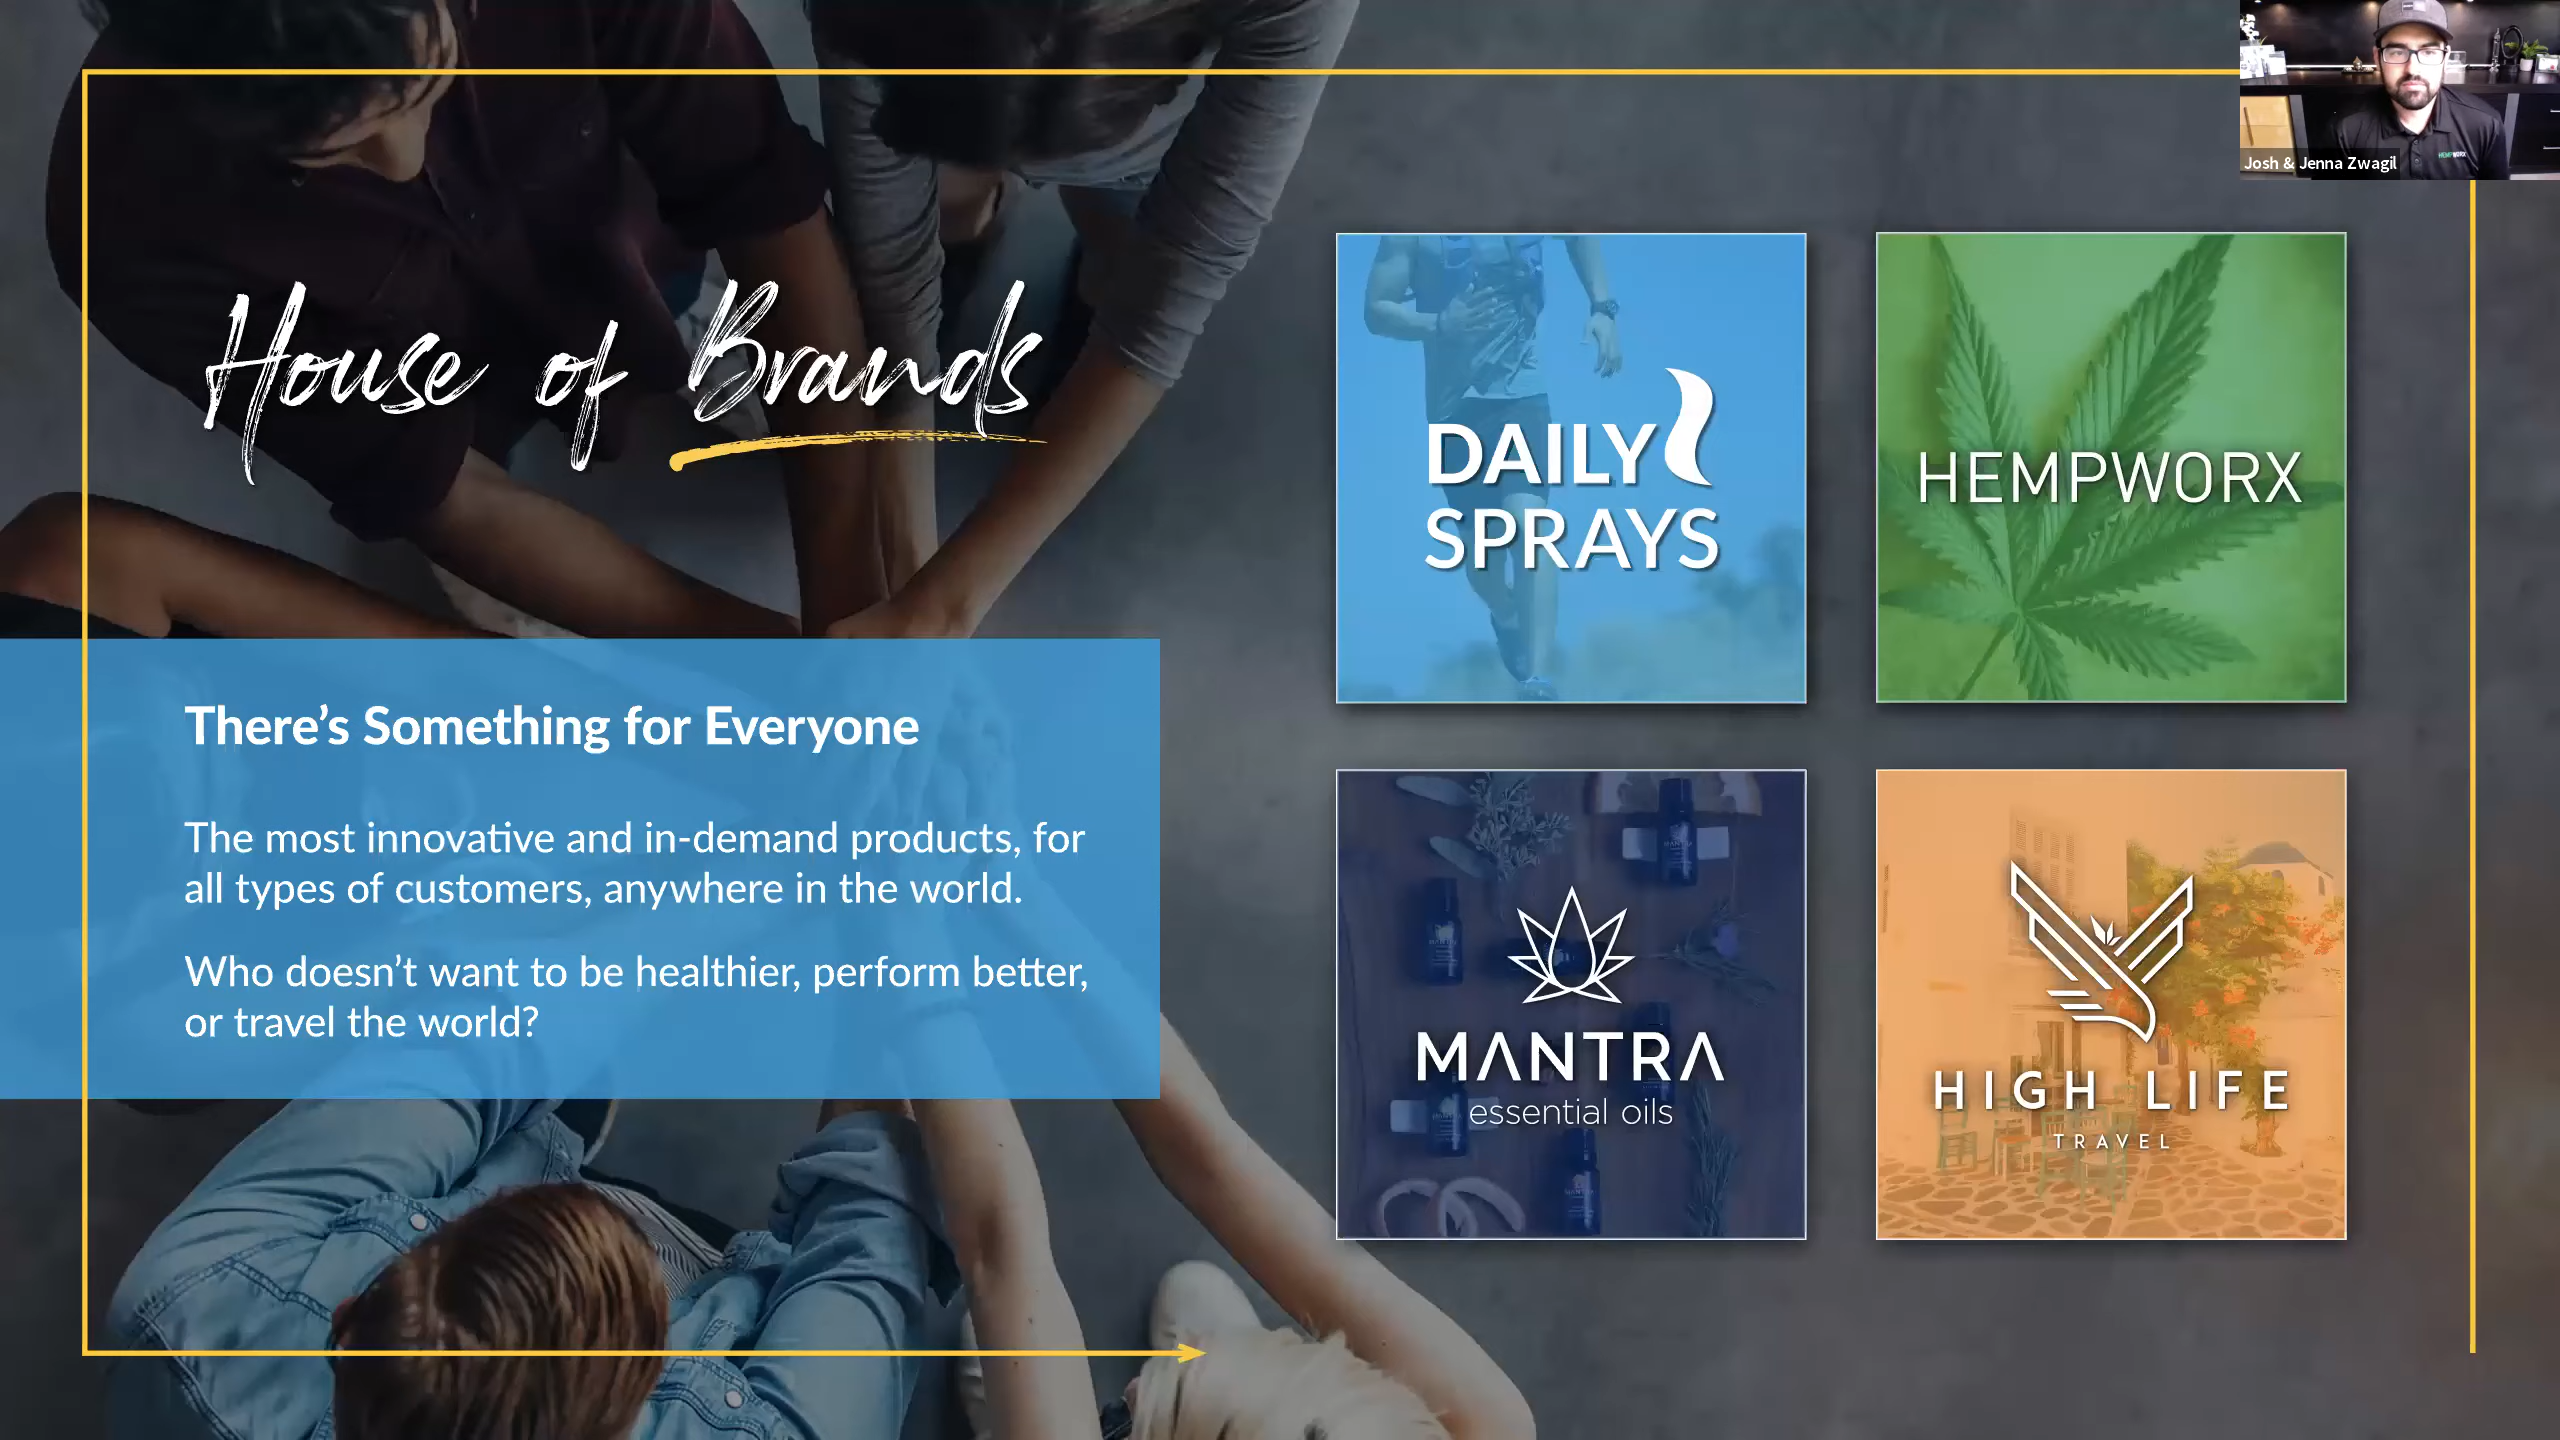 Josh & Jenna Zwagil
HEMPWORX
House of Brands
There's Something for Everyone
The most innovative and in-demand products, for
all types of customers, anywhere in the world.
Who doesn't want to be healthier, perform better,
or travel the world?
DAILY
SPRAYS
HEMPWORX
MANTRA
essential oils
HIGH LIFE
TRAVEL